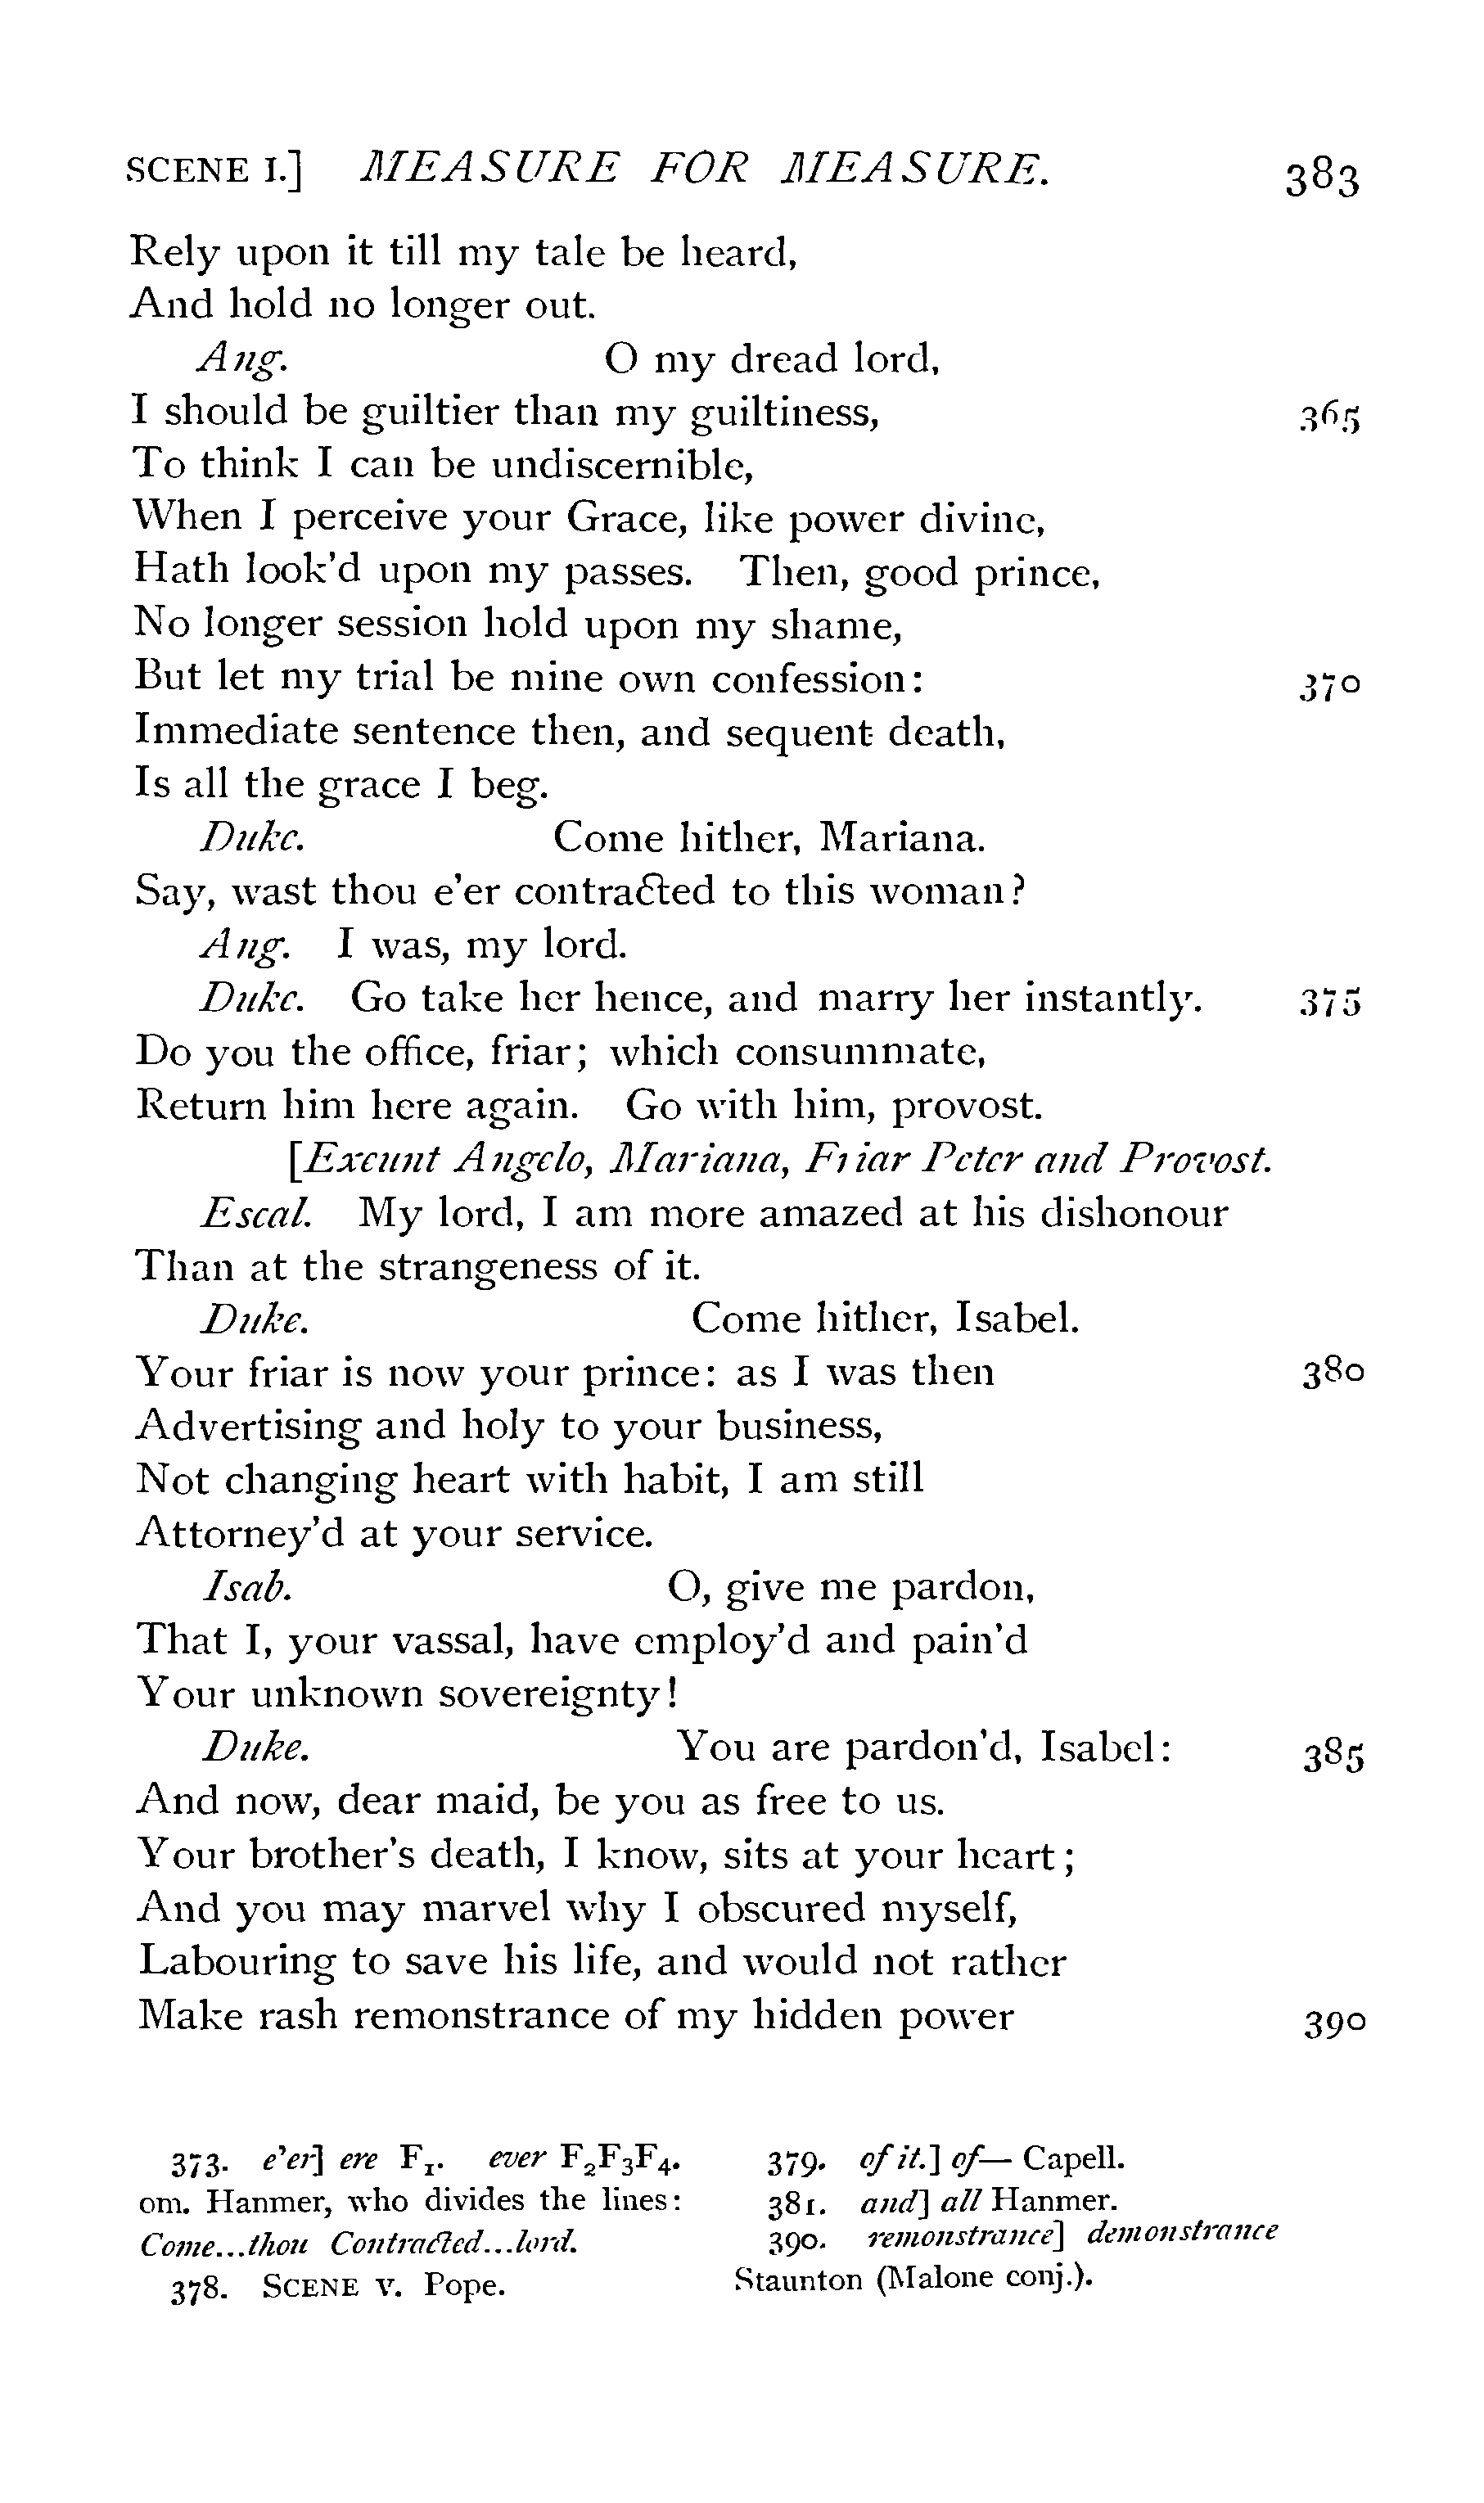 SCENE I.] MEASURE FOR MEASURE. 383
Rely upon it till my tale be heard,
And hold no longer out.
Ang. O my dread lord,
I should be guiltier than my guiltiness, 365
To think I can be undiscernible,
When I perceive your Grace, like power divine,
Hath look'd upon my passes. Then, good prince,
No longer session hold upon my shame,
But let my trial be mine own confession: 370
Immediate sentence then, and sequent death,
Is all the grace I beg.
Duke. Come hither, Mariana.
Say, wast thou e'er contracted to this woman?
Ang. I was, my lord.
Duke. Go take her hence, and marry her instantly. 375
Do you the office, friar; which consummate,
Return him here again. Go with him, provost.
[Exeunt Angelo, Mariana, Friar Peter and Provost.
Escal. My lord, I am more amazed at his dishonour
Than at the strangeness of it.
Duke. Come hither, Isabel.
Your friar is now your prince: as I was then 380
Advertising and holy to your business,
Not changing heart with habit, I am still
Attorney'd at your service.
Isab. O, give me pardon,
That I, your vassal, have employ'd and pain'd
Your unknown sovereignty!
Duke. You are pardon'd, Isabel: 385
And now, dear maid, be you as free to us.
Your brother's death, I know, sits at your heart;
And you may marvel why I obscured myself,
Labouring to save his life, and would not rather
Make rash remonstrance of my hidden power 390
373. e'er] ere F1. ever F2F3F4.
om. Hanmer, who divides the lines:
Come...thou Contracted...lord.
378. SCENE V. Pope.
379. of it.] of— Capell.
381. and] all Hanmer.
390. remonstrance] demonstrance
Staunton (Malone conj.).